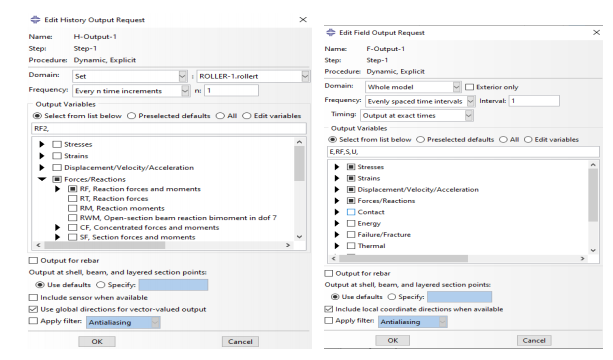 Edit History Output Request
Name: H-Output-1
Step: Step-1
Procedure: Dynamic, Explicit
Domain: Set : ROLLER-1.rollert
Frequency: Every n time increments n: 1
Output Variables
Select from list below Preselected defaults All Edit variables
RF2,
Stresses
Strains
Displacement/Velocity/Acceleration
Forces/Reactions
RF, Reaction forces and moments
RT, Reaction forces
RM, Reaction moments
RWM, Open-section beam reaction bimoment in dof 7
CF, Concentrated forces and moments
SF, Section forces and moments
Output for rebar
Output at shell, beam, and layered section points:
Use defaults Specify:
Include sensor when available
Use global directions for vector-valued output
Apply filter: Antialiasing
OK Cancel
Edit Field Output Request
Name: F-Output-1
Step: Step-1
Procedure: Dynamic, Explicit
Domain: Whole model Exterior only
Frequency: Evenly spaced time intervals Interval: 1
Timing: Output at exact times
Output Variables
Select from list below Preselected defaults All Edit variables
E,RF,S,U,
Stresses
Strains
Displacement/Velocity/Acceleration
Forces/Reactions
Contact
Energy
Failure/Fracture
Thermal
Output for rebar
Output at shell, beam, and layered section points:
Use defaults Specify:
Include local coordinate directions when available
Apply filter: Antialiasing
OK Cancel